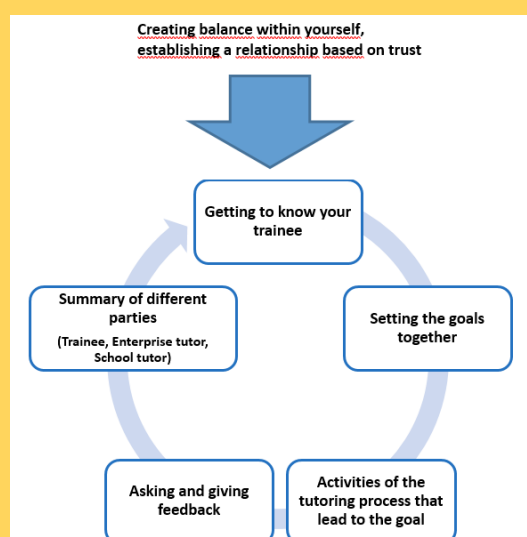 Creating balance within yourself,
establishing a relationship based on trust
Getting to know your
trainee
Setting the goals
together
Activities of the
tutoring process that
lead to the goal
Asking and giving
feedback
Summary of different
parties
(Trainee, Enterprise tutor,
School tutor)